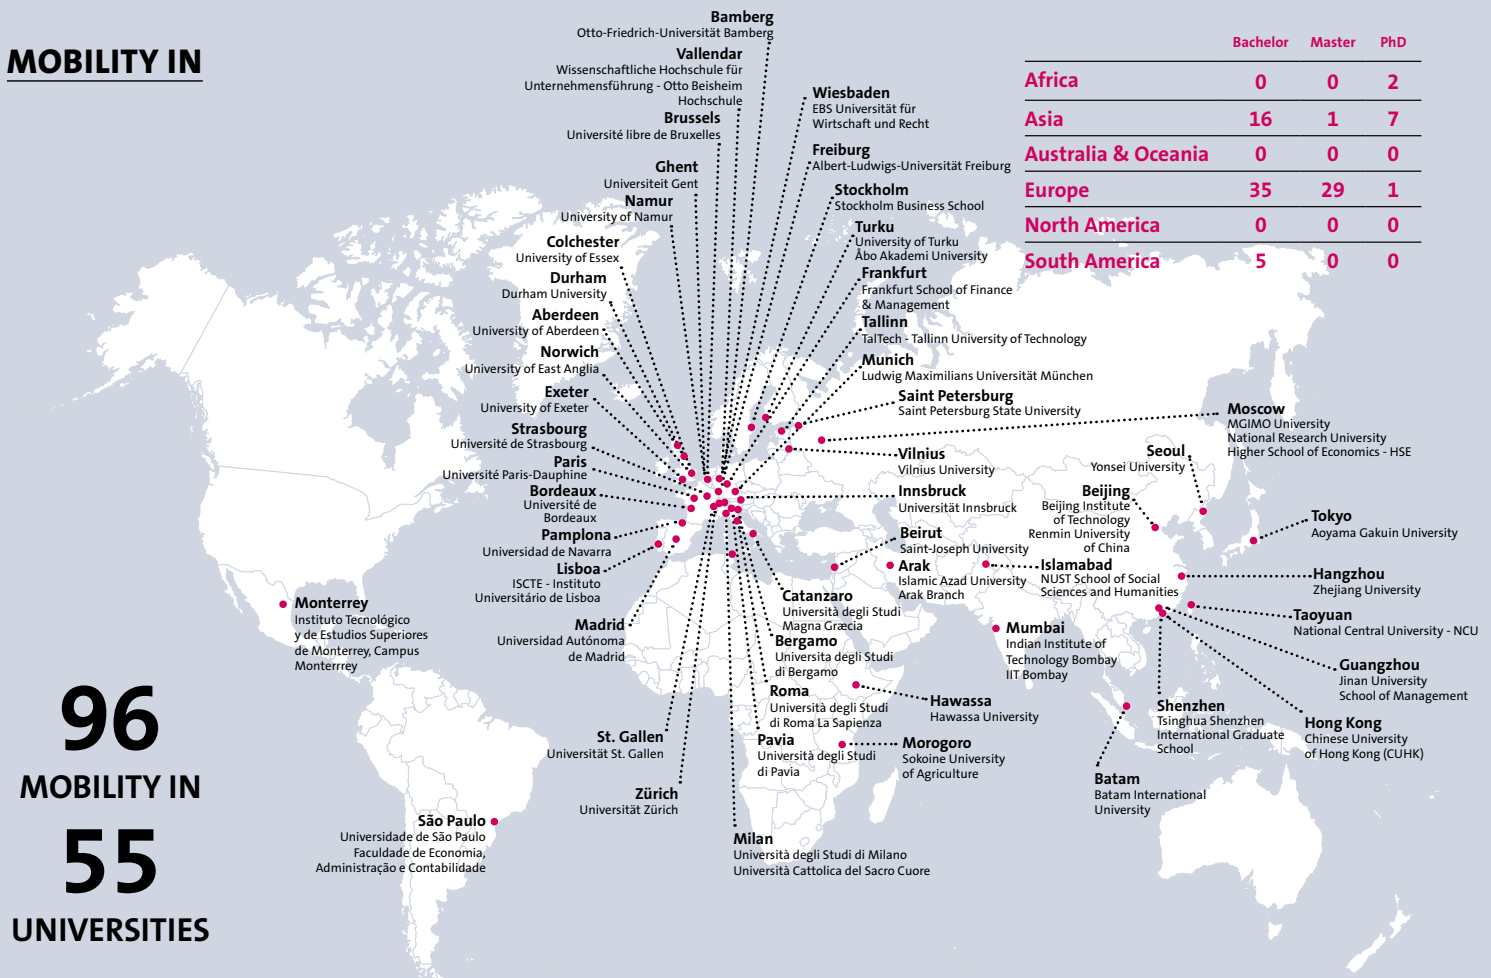 MOBILITY IN
Bamberg
Otto-Friedrich-Universität Bamberg
Vallendar
Wissenschaftliche Hochschule für
Unternehmensführung - Otto Beisheim
Hochschule
Brussels
Université libre de Bruxelles
Ghent
Universiteit Gent
Namur
University of Namur
Colchester
University of Essex
Durham
Durham University
Aberdeen
University of Aberdeen
Norwich
University of East Anglia
Exeter
University of Exeter
Strasbourg
Université de Strasbourg
Paris
Université Paris-Dauphine
Bordeaux
Université de
Bordeaux
Pamplona
Universidad de Navarra
Lisboa
ISCTE - Instituto
Universitário de Lisboa
Madrid
Universidad Autónoma
de Madrid
St. Gallen
Universität St. Gallen
Zürich
Universität Zürich
Wiesbaden
EBS Universität für
Wirtschaft und Recht
Freiburg
Albert-Ludwigs-Universität Freiburg
Stockholm
Stockholm Business School
Turku
University of Turku
Åbo Akademi University
Frankfurt
Frankfurt School of Finance
& Management
Tallinn
TalTech - Tallinn University of Technology
Munich
Ludwig Maximilians Universität München
Saint Petersburg
Saint Petersburg State University
Moscow
MGIMO University
National Research University
Higher School of Economics - HSE
Vilnius
Vilnius University
Innsbruck
Universität Innsbruck
Beirut
Saint-Joseph University
Arak
Islamic Azad University
Arak Branch
Catanzaro
Università degli Studi
Magna Græcia
Bergamo
Universita degli Studi
di Bergamo
Roma
Università degli Studi
di Roma La Sapienza
Pavia
Università degli Studi
di Pavia
Milan
Università degli Studi di Milano
Università Cattolica del Sacro Cuore
Hawassa
Hawassa University
Morogoro
Sokoine University
of Agriculture
Seoul
Yonsei University
Beijing
Beijing Institute
of Technology
Renmin University
of China
Islamabad
NUST School of Social
Sciences and Humanities
Mumbai
Indian Institute of
Technology Bombay
IIT Bombay
Tokyo
Aoyama Gakuin University
Hangzhou
Zhejiang University
Taoyuan
National Central University - NCU
Guangzhou
Jinan University
School of Management
Hong Kong
Chinese University
of Hong Kong (CUHK)
Shenzhen
Tsinghua Shenzhen
International Graduate
School
Batam
Batam International
University
Monterrey
Instituto Tecnológico
y de Estudios Superiores
de Monterrey, Campus
Monterrey
São Paulo
Universidade de São Paulo
Faculdade de Economia,
Administração e Contabilidade
Bachelor Master PhD
Africa 0 0 2
Asia 16 1 7
Australia & Oceania 0 0 0
Europe 35 29 1
North America 0 0 0
South America 5 0 0
96
MOBILITY IN
55
UNIVERSITIES